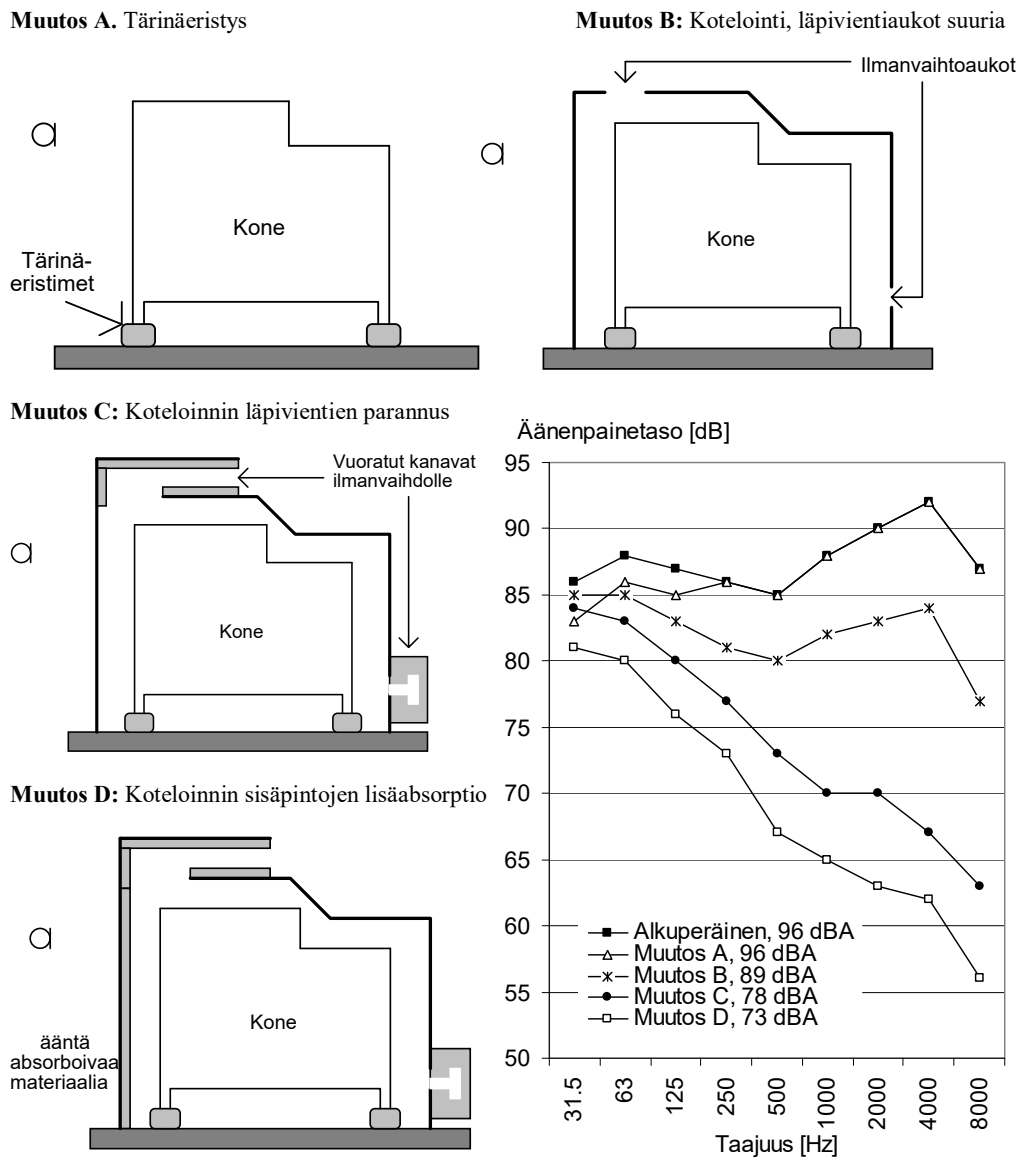 Muutos A. Tärinäeristys
Kone
Tärinä-
eristimet
Muutos B: Kotelointi, läpivientiaukot suuria
Ilmanvaihtoaukot
Kone
Muutos C: Koteloinnin läpivientien parannus
Vuoratut kanavat
ilmanvaihdolle
Kone
Muutos D: Koteloinnin sisäpintojen lisäabsorptio
Kone
ääntä
absorboivaa
materiaalia
Äänenpainetaso [dB]
95
90
85
80
75
70
65
60
55
50
Alkuperäinen, 96 dBA
Muutos A, 96 dBA
Muutos B, 89 dBA
Muutos C, 78 dBA
Muutos D, 73 dBA
31.5
63
125
250
500
1000
2000
4000
8000
Taajuus [Hz]